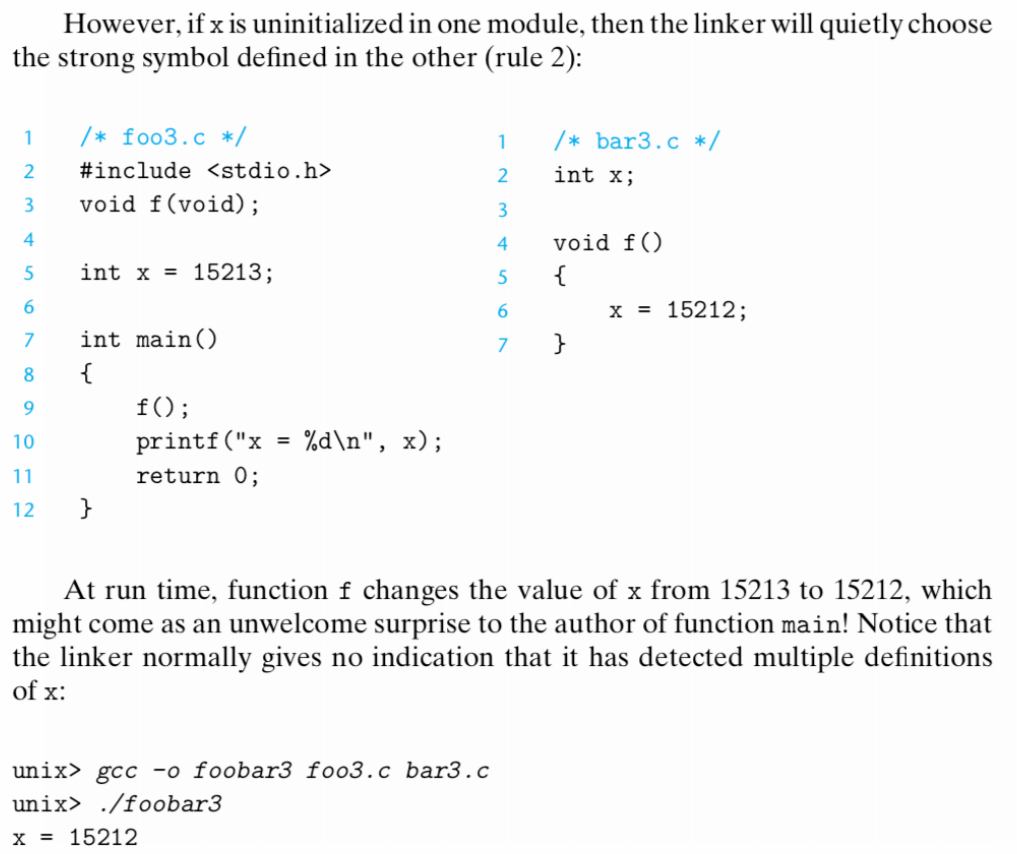 However, if x is uninitialized in one module, then the linker will quietly choose
the strong symbol defined in the other (rule 2):
1 /* foo3.c */
2 #include <stdio.h>
3 void f(void);
4
5 int x = 15213;
6
7 int main()
8 {
9 f();
10 printf("x = %d\n", x);
11 return 0;
12 }
1 /* bar3.c */
2 int x;
3
4 void f()
5 {
6 x = 15212;
7 }
At run time, function f changes the value of x from 15213 to 15212, which
might come as an unwelcome surprise to the author of function main! Notice that
the linker normally gives no indication that it has detected multiple definitions
of x:
unix> gcc -o foobar3 foo3.c bar3.c
unix> ./foobar3
x = 15212